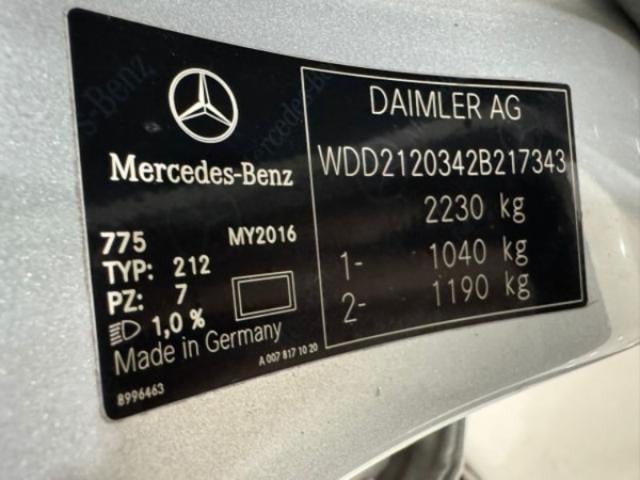 Mercedes-Benz
775 MY2016
TYP: 212
PZ: 7
1,0 %
Made in Germany
A 007 817 10 20
8996463
DAIMLER AG
WDD2120342B217343
2230 kg
1- 1040 kg
2- 1190 kg